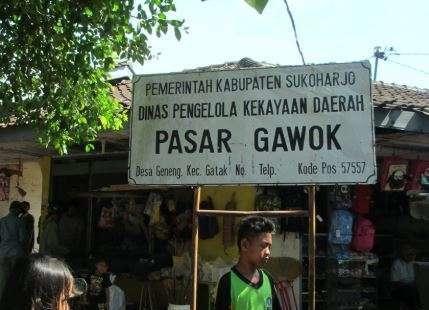 PEMERINTAH KABUPATEN SUKOHARJO
DINAS PENGELOLA KEKAYAAN DAERAH
PASAR GAWOK
Desa Geneng, Kec. Gatak No. Telp. Kode Pos 57557